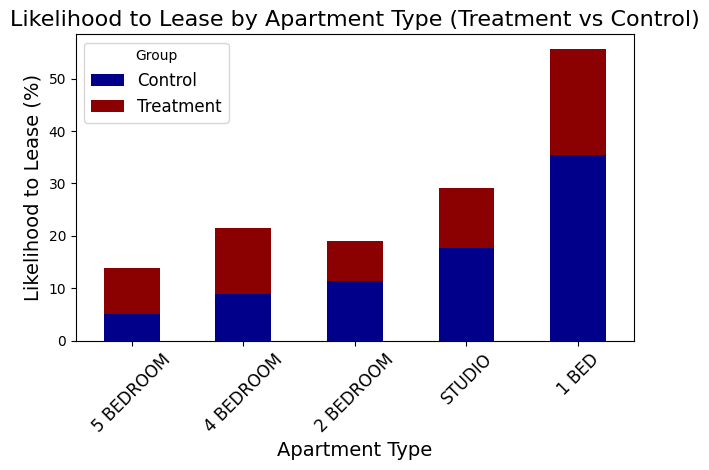 Likelihood to Lease by Apartment Type (Treatment vs Control)
Group
Control
Treatment
Likelihood to Lease (%)
50
40
30
20
10
0
5 BEDROOM
4 BEDROOM
2 BEDROOM
STUDIO
1 BED
Apartment Type